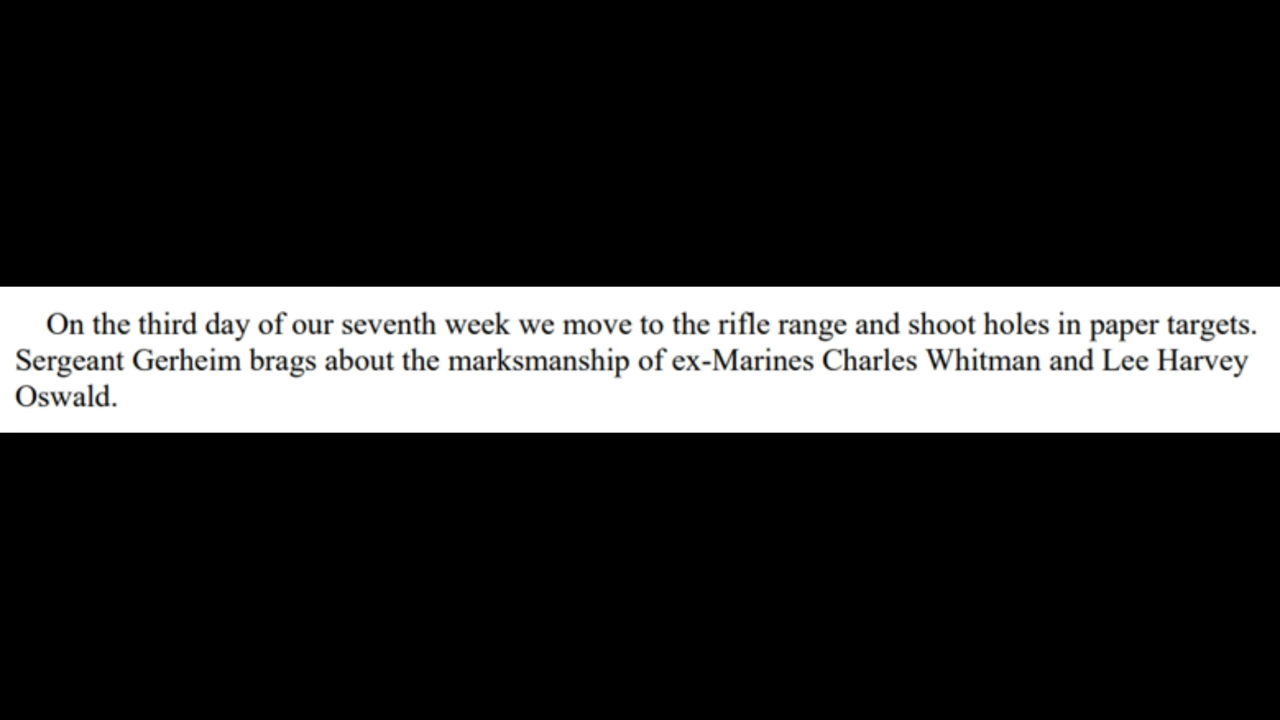 On the third day of our seventh week we move to the rifle range and shoot holes in paper targets.
Sergeant Gerheim brags about the marksmanship of ex-Marines Charles Whitman and Lee Harvey
Oswald.